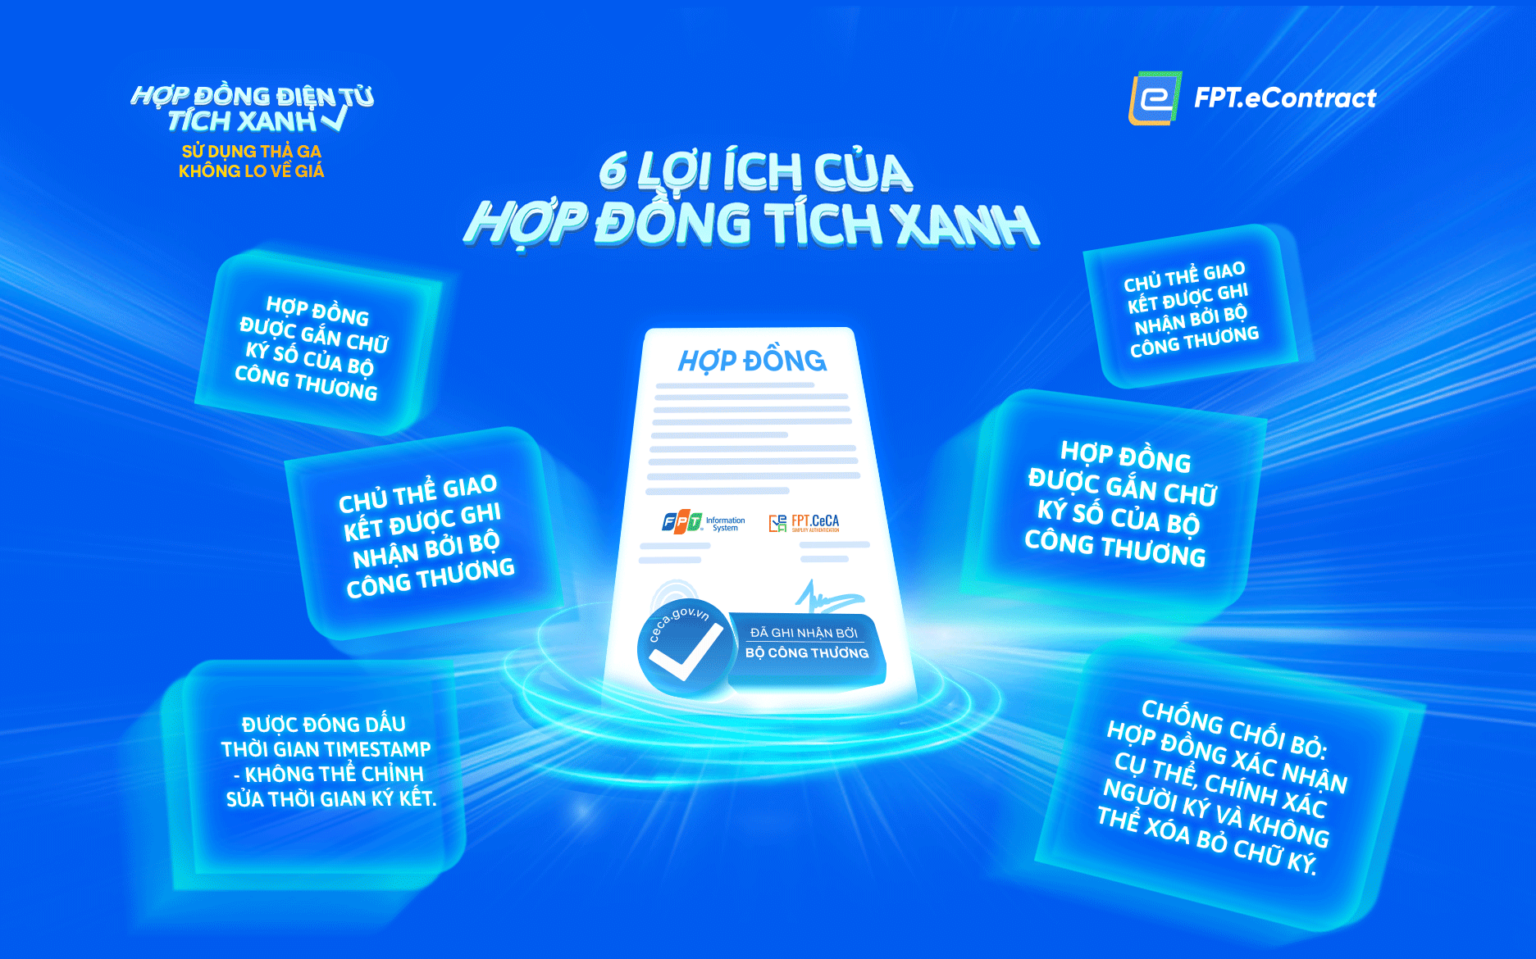 HỢP ĐỒNG ĐIỆN TỬ
TÍCH XANH
SỬ DỤNG THẢ GA
KHÔNG LO VỀ GIÁ
FPT.eContract
6 LỢI ÍCH CỦA
HỢP ĐỒNG TÍCH XANH
HỢP ĐỒNG
ĐƯỢC GẮN CHỮ
KÝ SỐ CỦA BỘ
CÔNG THƯƠNG
CHỦ THỂ GIAO
KẾT ĐƯỢC GHI
NHẬN BỞI BỘ
CÔNG THƯƠNG
CHỦ THỂ GIAO
KẾT ĐƯỢC GHI
NHẬN BỞI BỘ
CÔNG THƯƠNG
HỢP ĐỒNG
ĐƯỢC GẮN CHỮ
KÝ SỐ CỦA BỘ
CÔNG THƯƠNG
ĐƯỢC ĐÓNG DẤU
THỜI GIAN TIMESTAMP
- KHÔNG THỂ CHỈNH
SỬA THỜI GIAN KÝ KẾT.
CHỐNG CHỐI BỎ:
HỢP ĐỒNG XÁC NHẬN
CỤ THỂ, CHÍNH XÁC
NGƯỜI KÝ VÀ KHÔNG
THỂ XÓA BỎ CHỮ KÝ.
HỢP ĐỒNG
FPT Information
System
FPT.CeCA
ceca.gov.vn
ĐÃ GHI NHẬN BỞI
BỘ CÔNG THƯƠNG